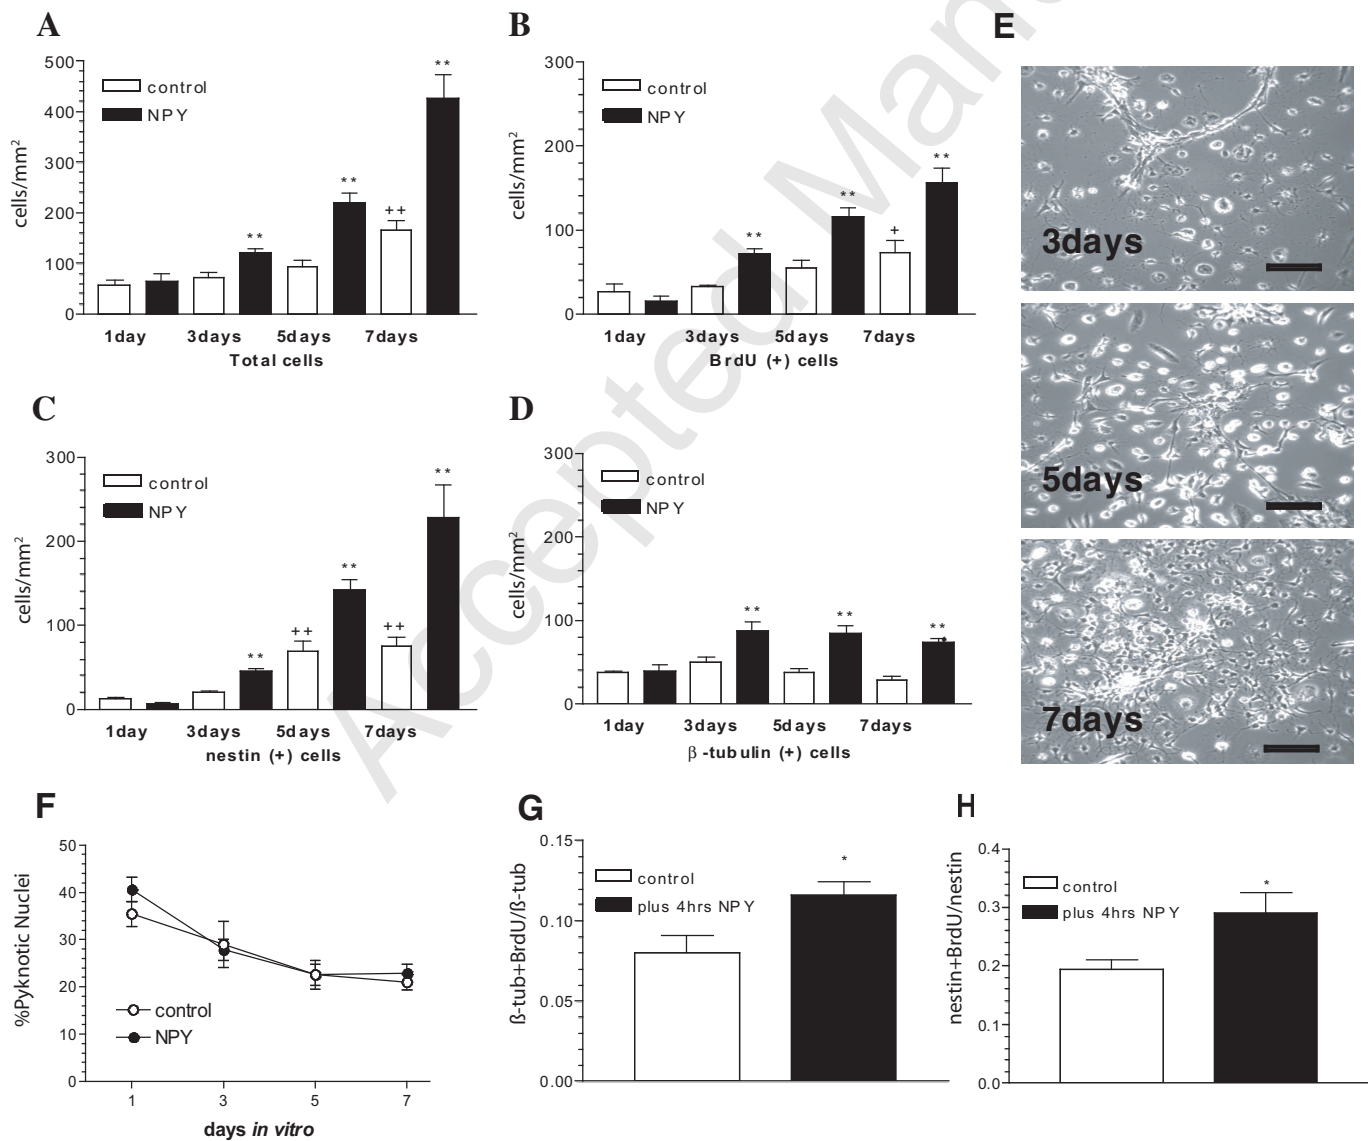 A
500
400
300
200
100
0
cells/mm²
control
NPY
**
**
++
**
1day 3days 5days 7days
Total cells
B
300
200
100
0
cells/mm²
control
NPY
**
**
+
**
1day 3days 5days 7days
BrdU (+) cells
C
300
200
100
0
cells/mm²
control
NPY
**
++
**
++
**
1day 3days 5days 7days
nestin (+) cells
D
300
200
100
0
cells/mm²
control
NPY
**
**
**
1day 3days 5days 7days
β -tubulin (+) cells
E
3days
5days
7days
F
50
40
30
20
10
0
%Pyknotic Nuclei
control
NPY
1 3 5 7
days in vitro
G
0.15
0.10
0.05
0.00
ß-tub+BrdU/ß-tub
control
plus 4hrs NPY
*
H
0.4
0.3
0.2
0.1
0.0
nestin+BrdU/nestin
control
plus 4hrs NPY
*
Accepted Man